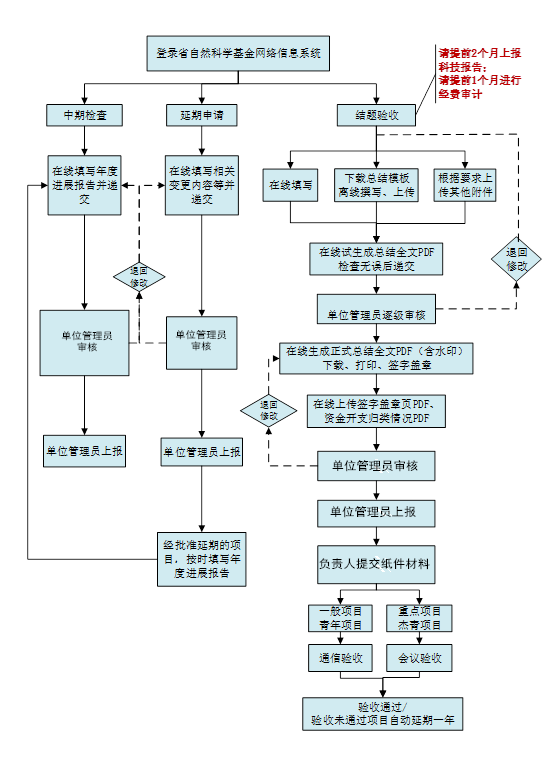 登录省自然科学基金网络信息系统
请提前2个月上报
科技报告；
请提前1个月进行
经费审计
中期检查
延期申请
结题验收
在线填写年度
进展报告并递
交
在线填写相关
变更内容等并
递交
在线填写
下载总结模板
离线撰写、上传
根据要求上
传其他附件
退回
修改
在线试生成总结全文PDF
检查无误后递交
退回
修改
单位管理员
审核
单位管理员
审核
单位管理员逐级审核
在线生成正式总结全文PDF（含水印）
下载、打印、签字盖章
退回
修改
在线上传签字盖章页PDF、
资金开支归类情况PDF
单位管理员上报
单位管理员上报
单位管理员审核
单位管理员上报
经批准延期的项
目，按时填写年
度进展报告
负责人提交纸件材料
一般项目
青年项目
重点项目
杰青项目
通信验收
会议验收
验收通过/
验收未通过项目自动延期一年